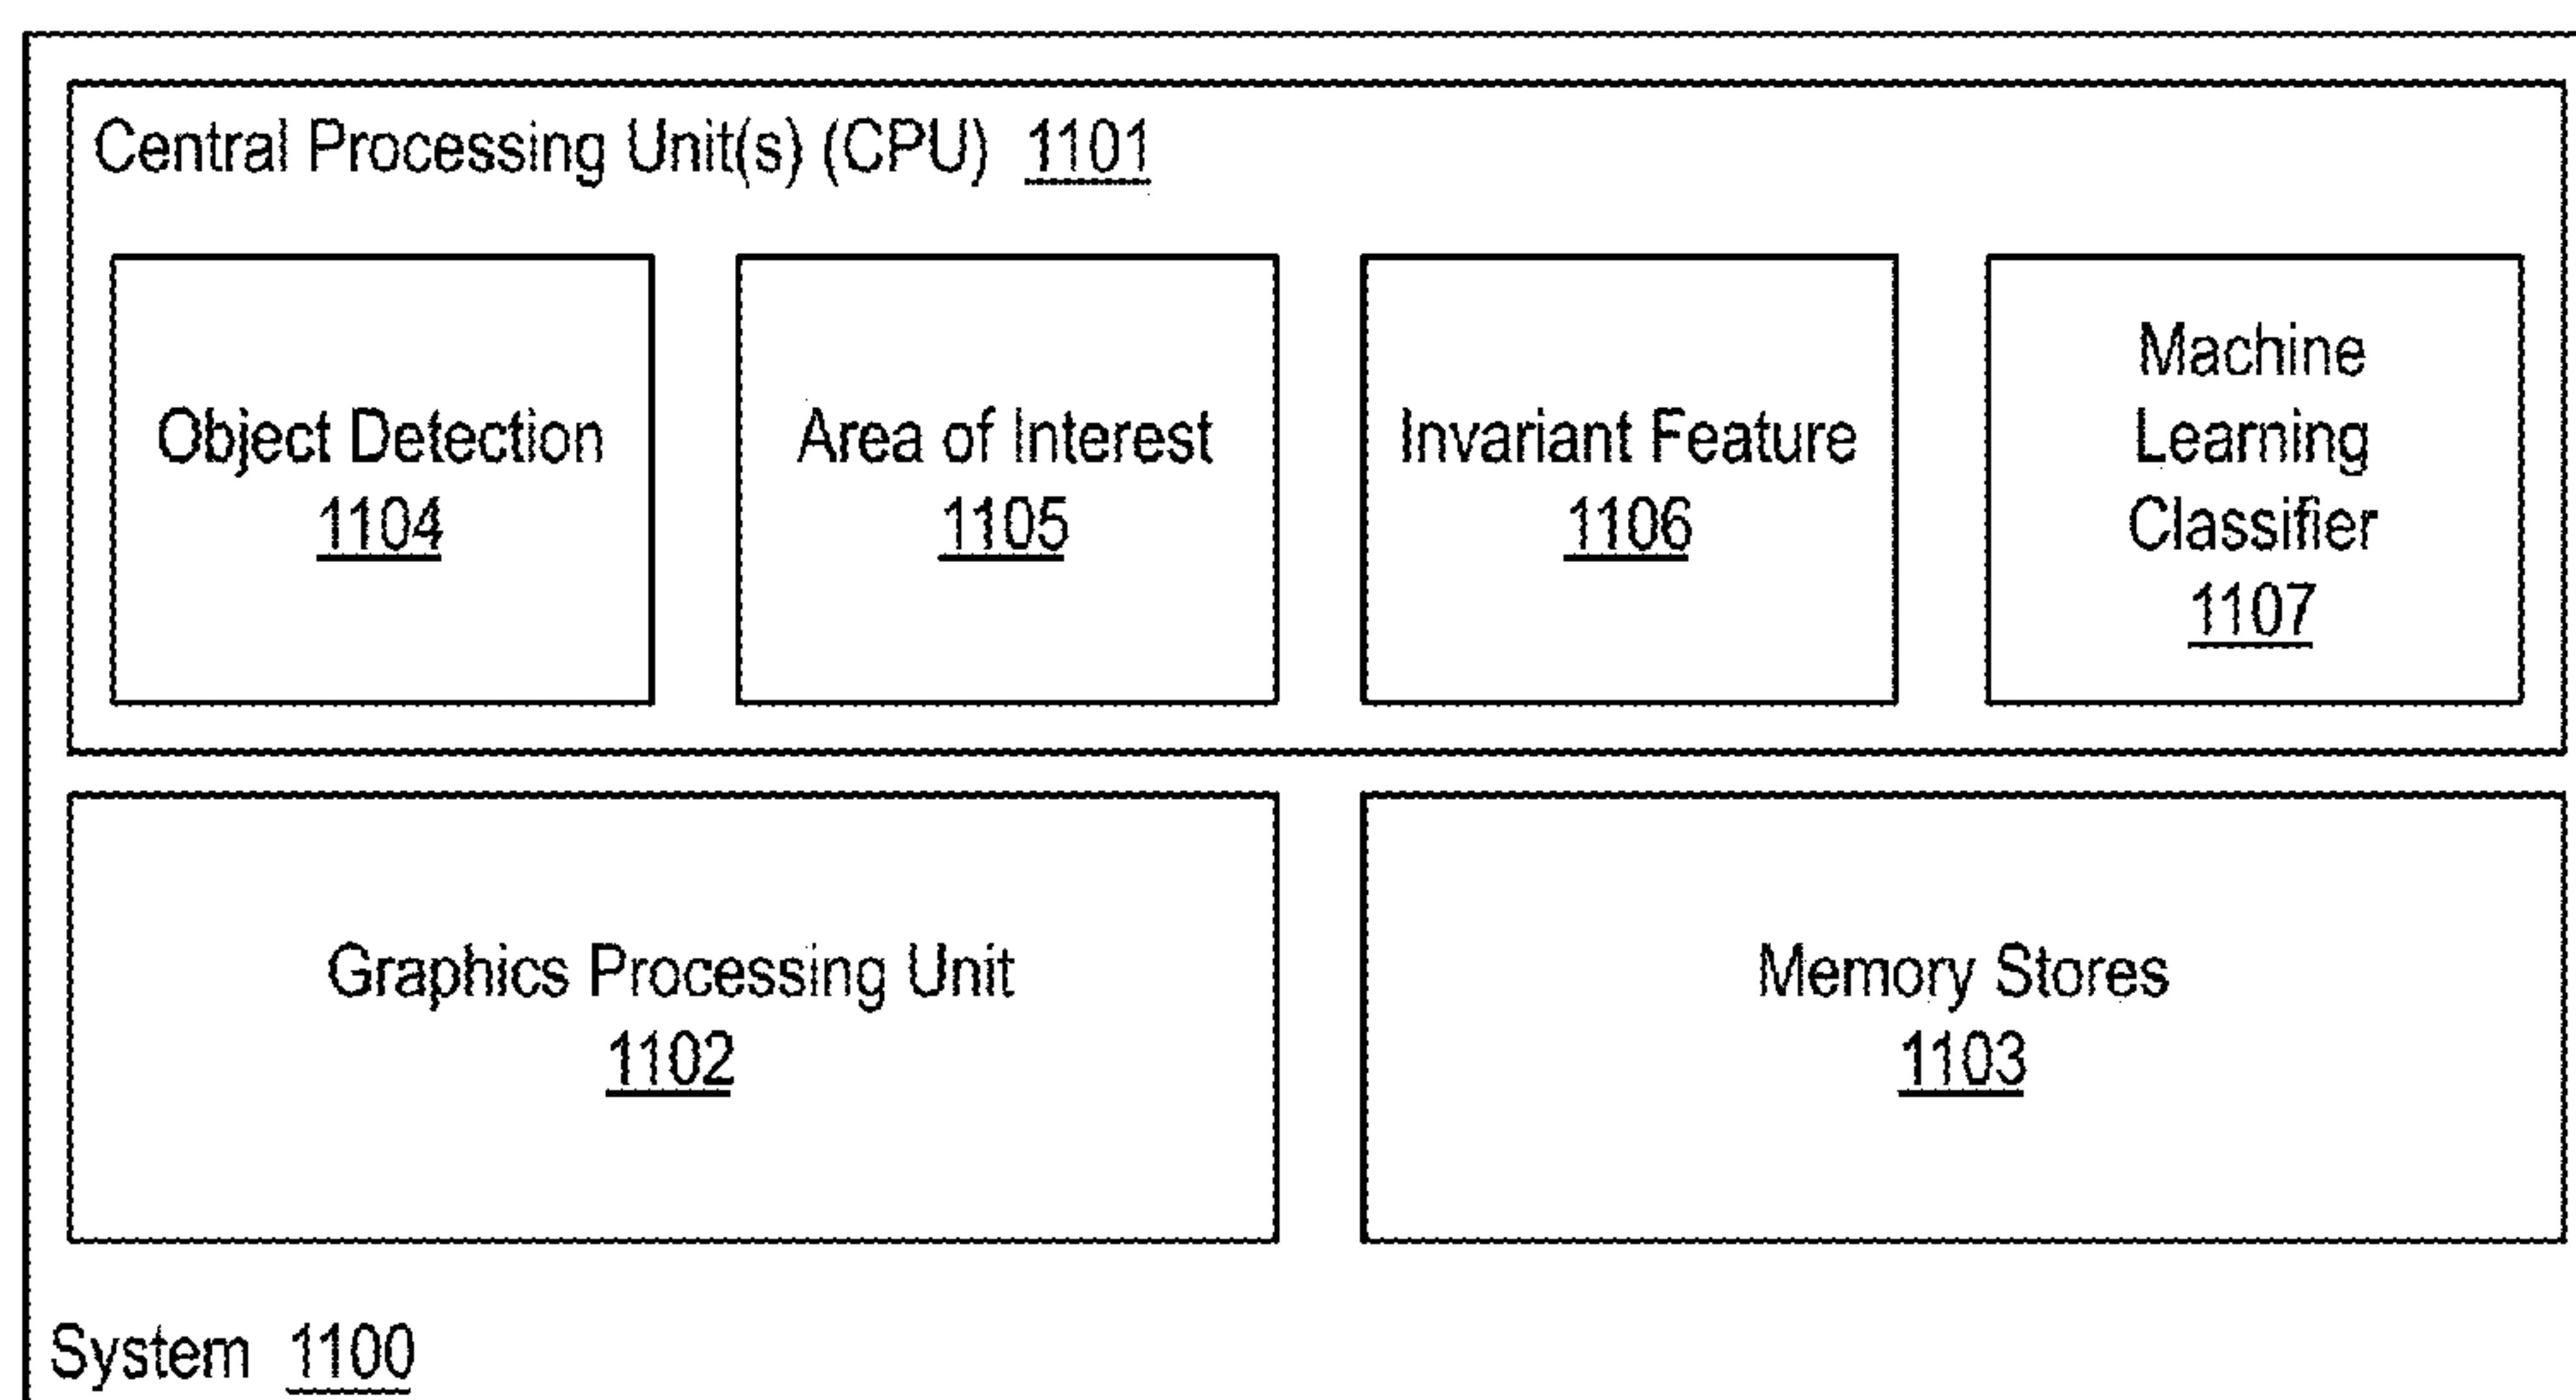 Central Processing Unit(s) (CPU) 1101
Object Detection
1104
Area of Interest
1105
Invariant Feature
1106
Machine
Learning
Classifier
1107
Graphics Processing Unit
1102
Memory Stores
1103
System 1100